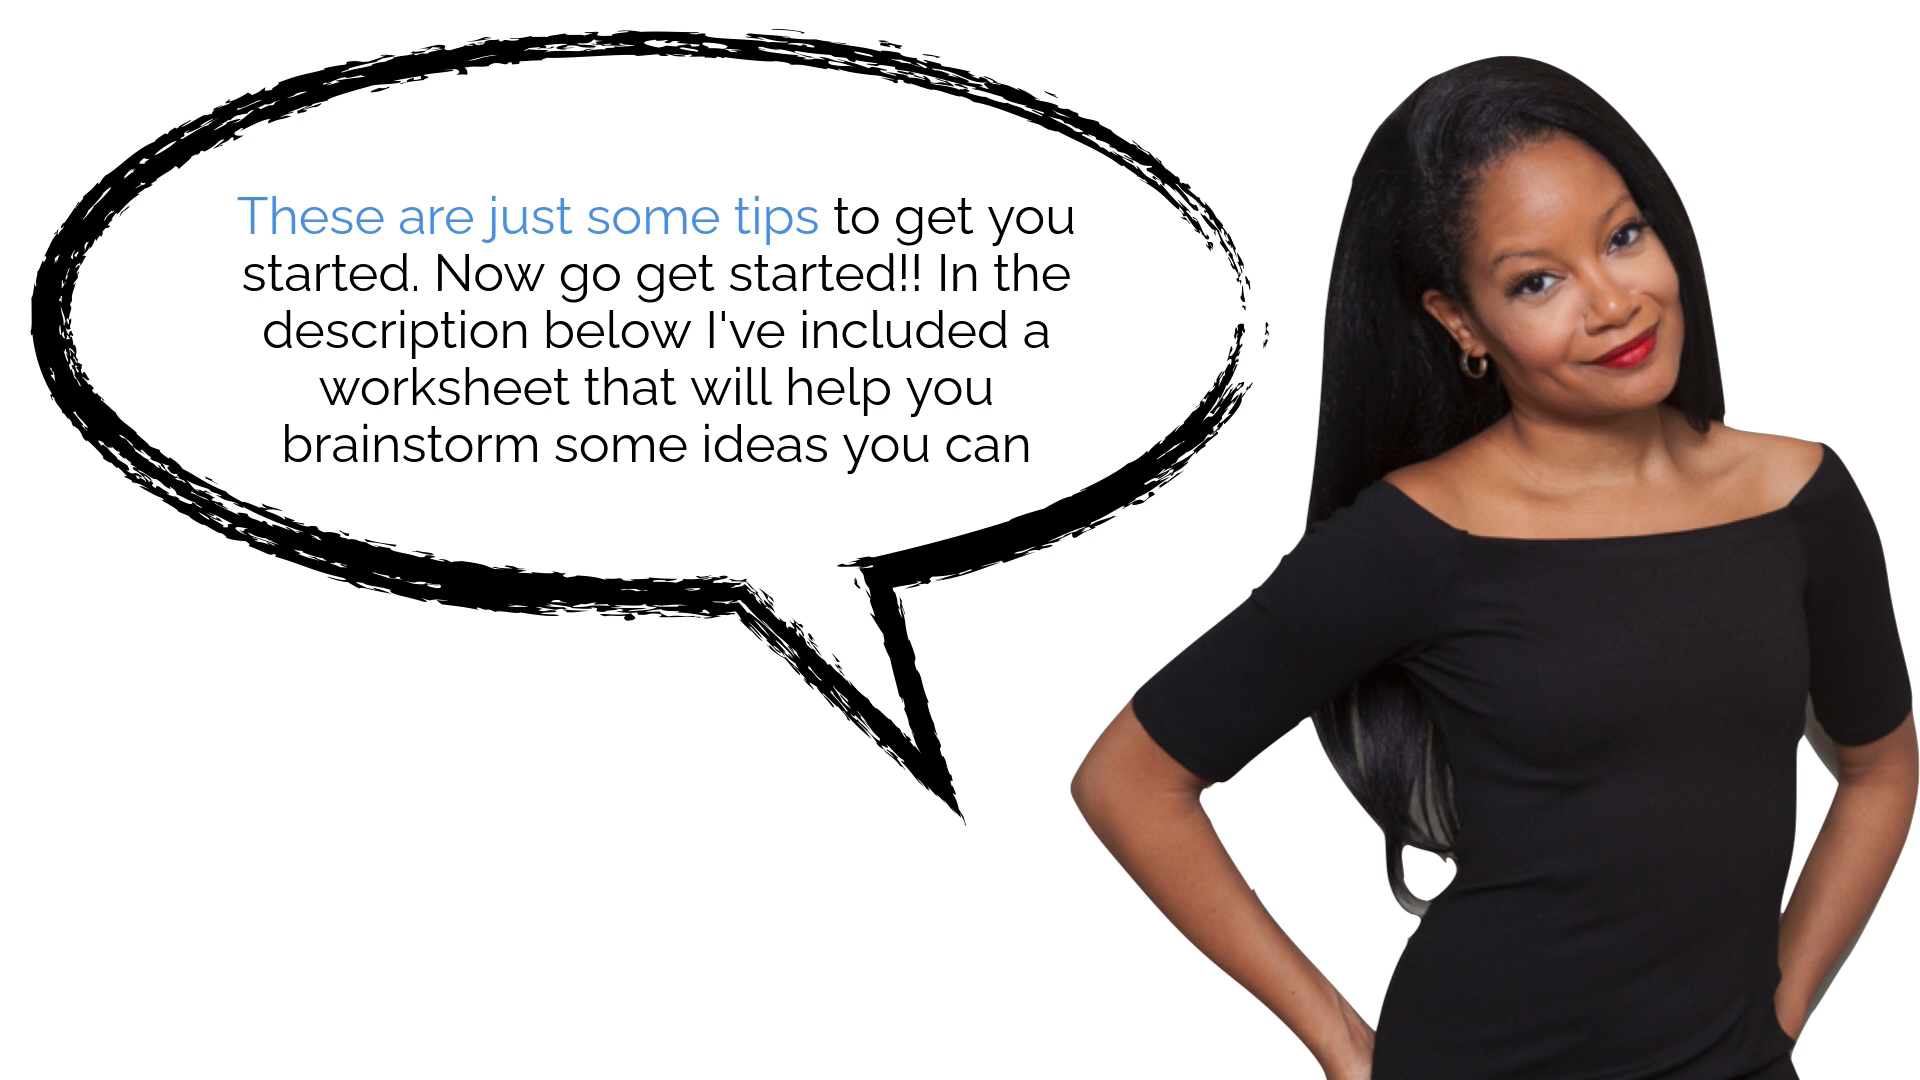 These are just some tips to get you
started. Now go get started!! In the
description below I've included a
worksheet that will help you
brainstorm some ideas you can